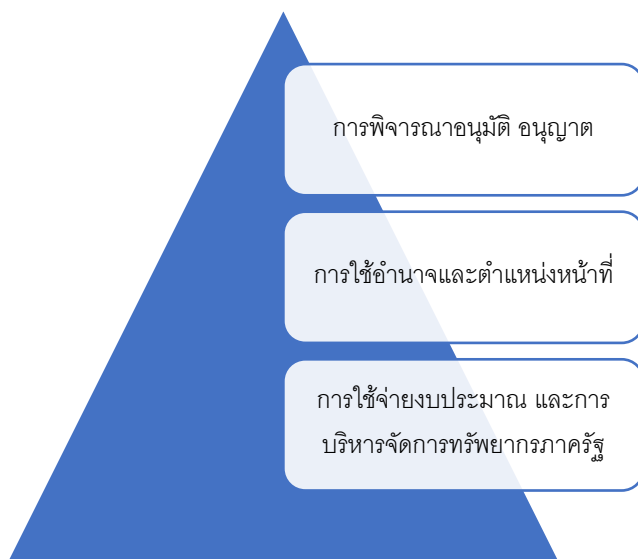 การพิจารณาอนุมัติ อนุญาต
การใช้อำนาจและตำแหน่งหน้าที่
การใช้จ่ายงบประมาณ และการ
บริหารจัดการทรัพยากรภาครัฐ